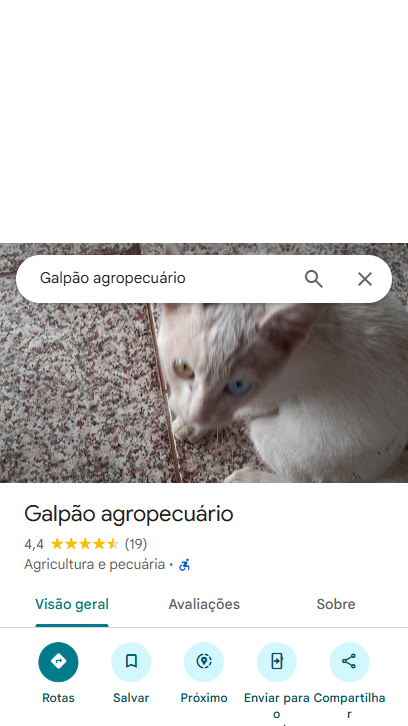 Galpão agropecuário
Galpão agropecuário
4,4 (19)
Agricultura e pecuária ·
Visão geral Avaliações Sobre
Rotas Salvar Próximo Enviar para o Compartilhar